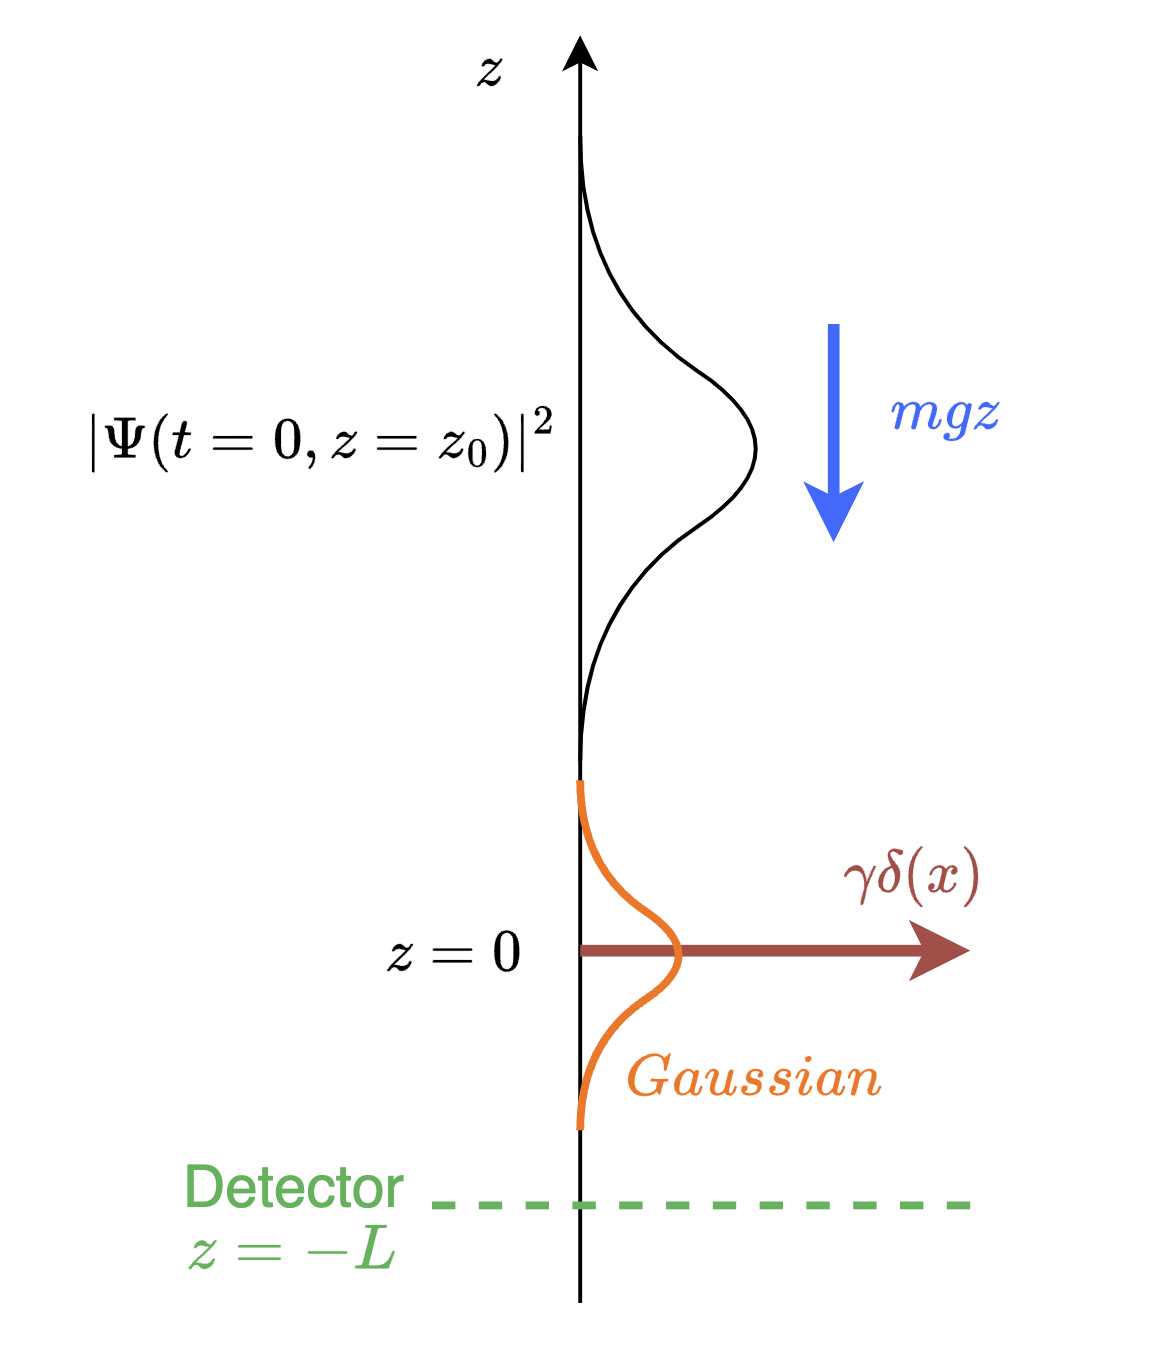 z
|Ψ(t = 0, z = z₀)|²
mgz
γδ(x)
z = 0
Gaussian
Detector
z = −L